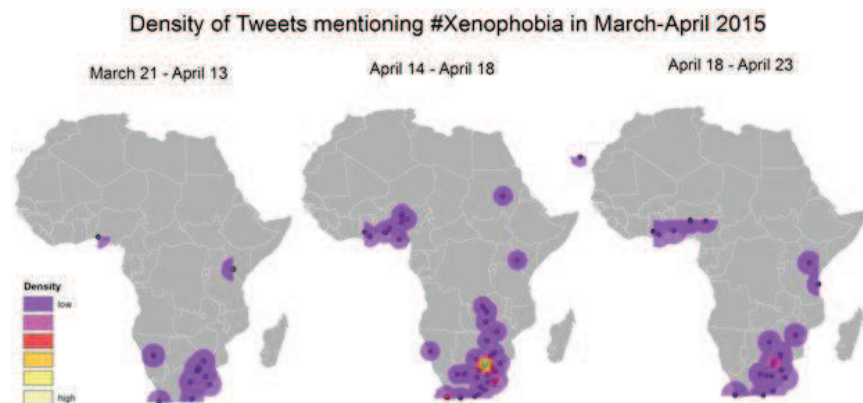 Density of Tweets mentioning #Xenophobia in March-April 2015
March 21 - April 13
April 14 - April 18
April 18 - April 23
Density
low
high